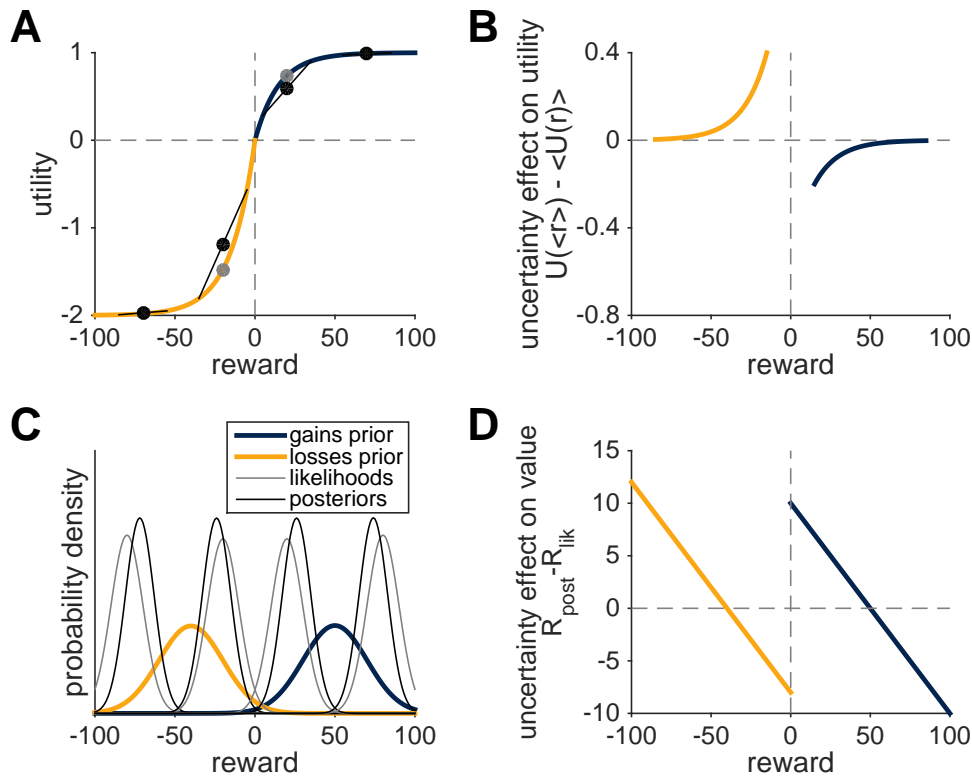 A
utility
1
0
-1
-2
-100
-50
0
50
100
reward
B
uncertainty effect on utility
U(<r>) - <U(r)>
0.4
0
-0.4
-0.8
-100
-50
0
50
100
reward
C
probability density
gains prior
losses prior
likelihoods
posteriors
-100
-50
0
50
100
reward
D
uncertainty effect on value
R_post-R_lik
15
10
5
0
-5
-10
-100
-50
0
50
100
reward